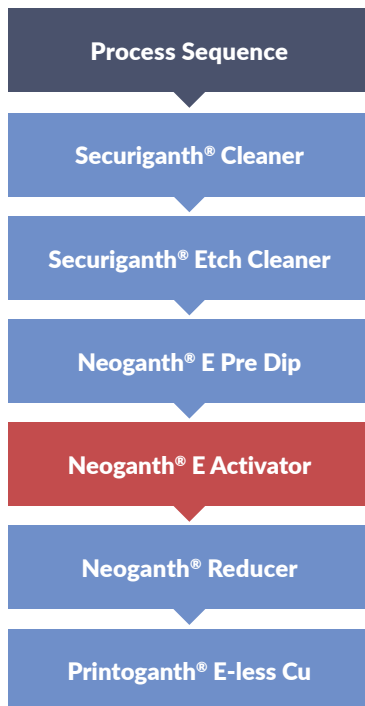 Process Sequence
Securiganth® Cleaner
Securiganth® Etch Cleaner
Neoganth® E Pre Dip
Neoganth® E Activator
Neoganth® Reducer
Printoganth® E-less Cu